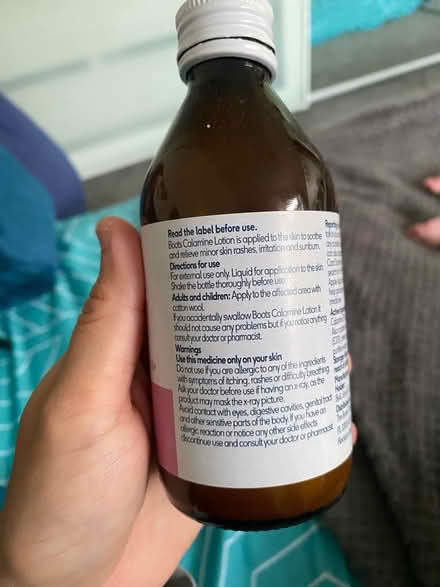 Read the label before use.
Boots Calamine Lotion is applied to the skin to soothe
and relieve minor skin rashes, irritation and sunburn.
Directions for use
For external use only. Liquid for application to the skin.
Shake the bottle thoroughly before use.
Adults and children: Apply to the affected area with
cotton wool.
If you accidentally swallow Boots Calamine Lotion it
should not cause any problems but if you notice anything
consult your doctor or pharmacist.
Warnings
Use this medicine only on your skin
Do not use if you are allergic to any of the ingredients
with symptoms of itching, rashes or difficulty breathing.
Ask your doctor before use if having an x-ray, as the
product may mask the x-ray picture.
Avoid contact with eyes, digestive cavities, genital tract
and other sensitive parts of the body. If you have an
allergic reaction or notice any other side effects
discontinue use and consult your doctor or pharmacist.